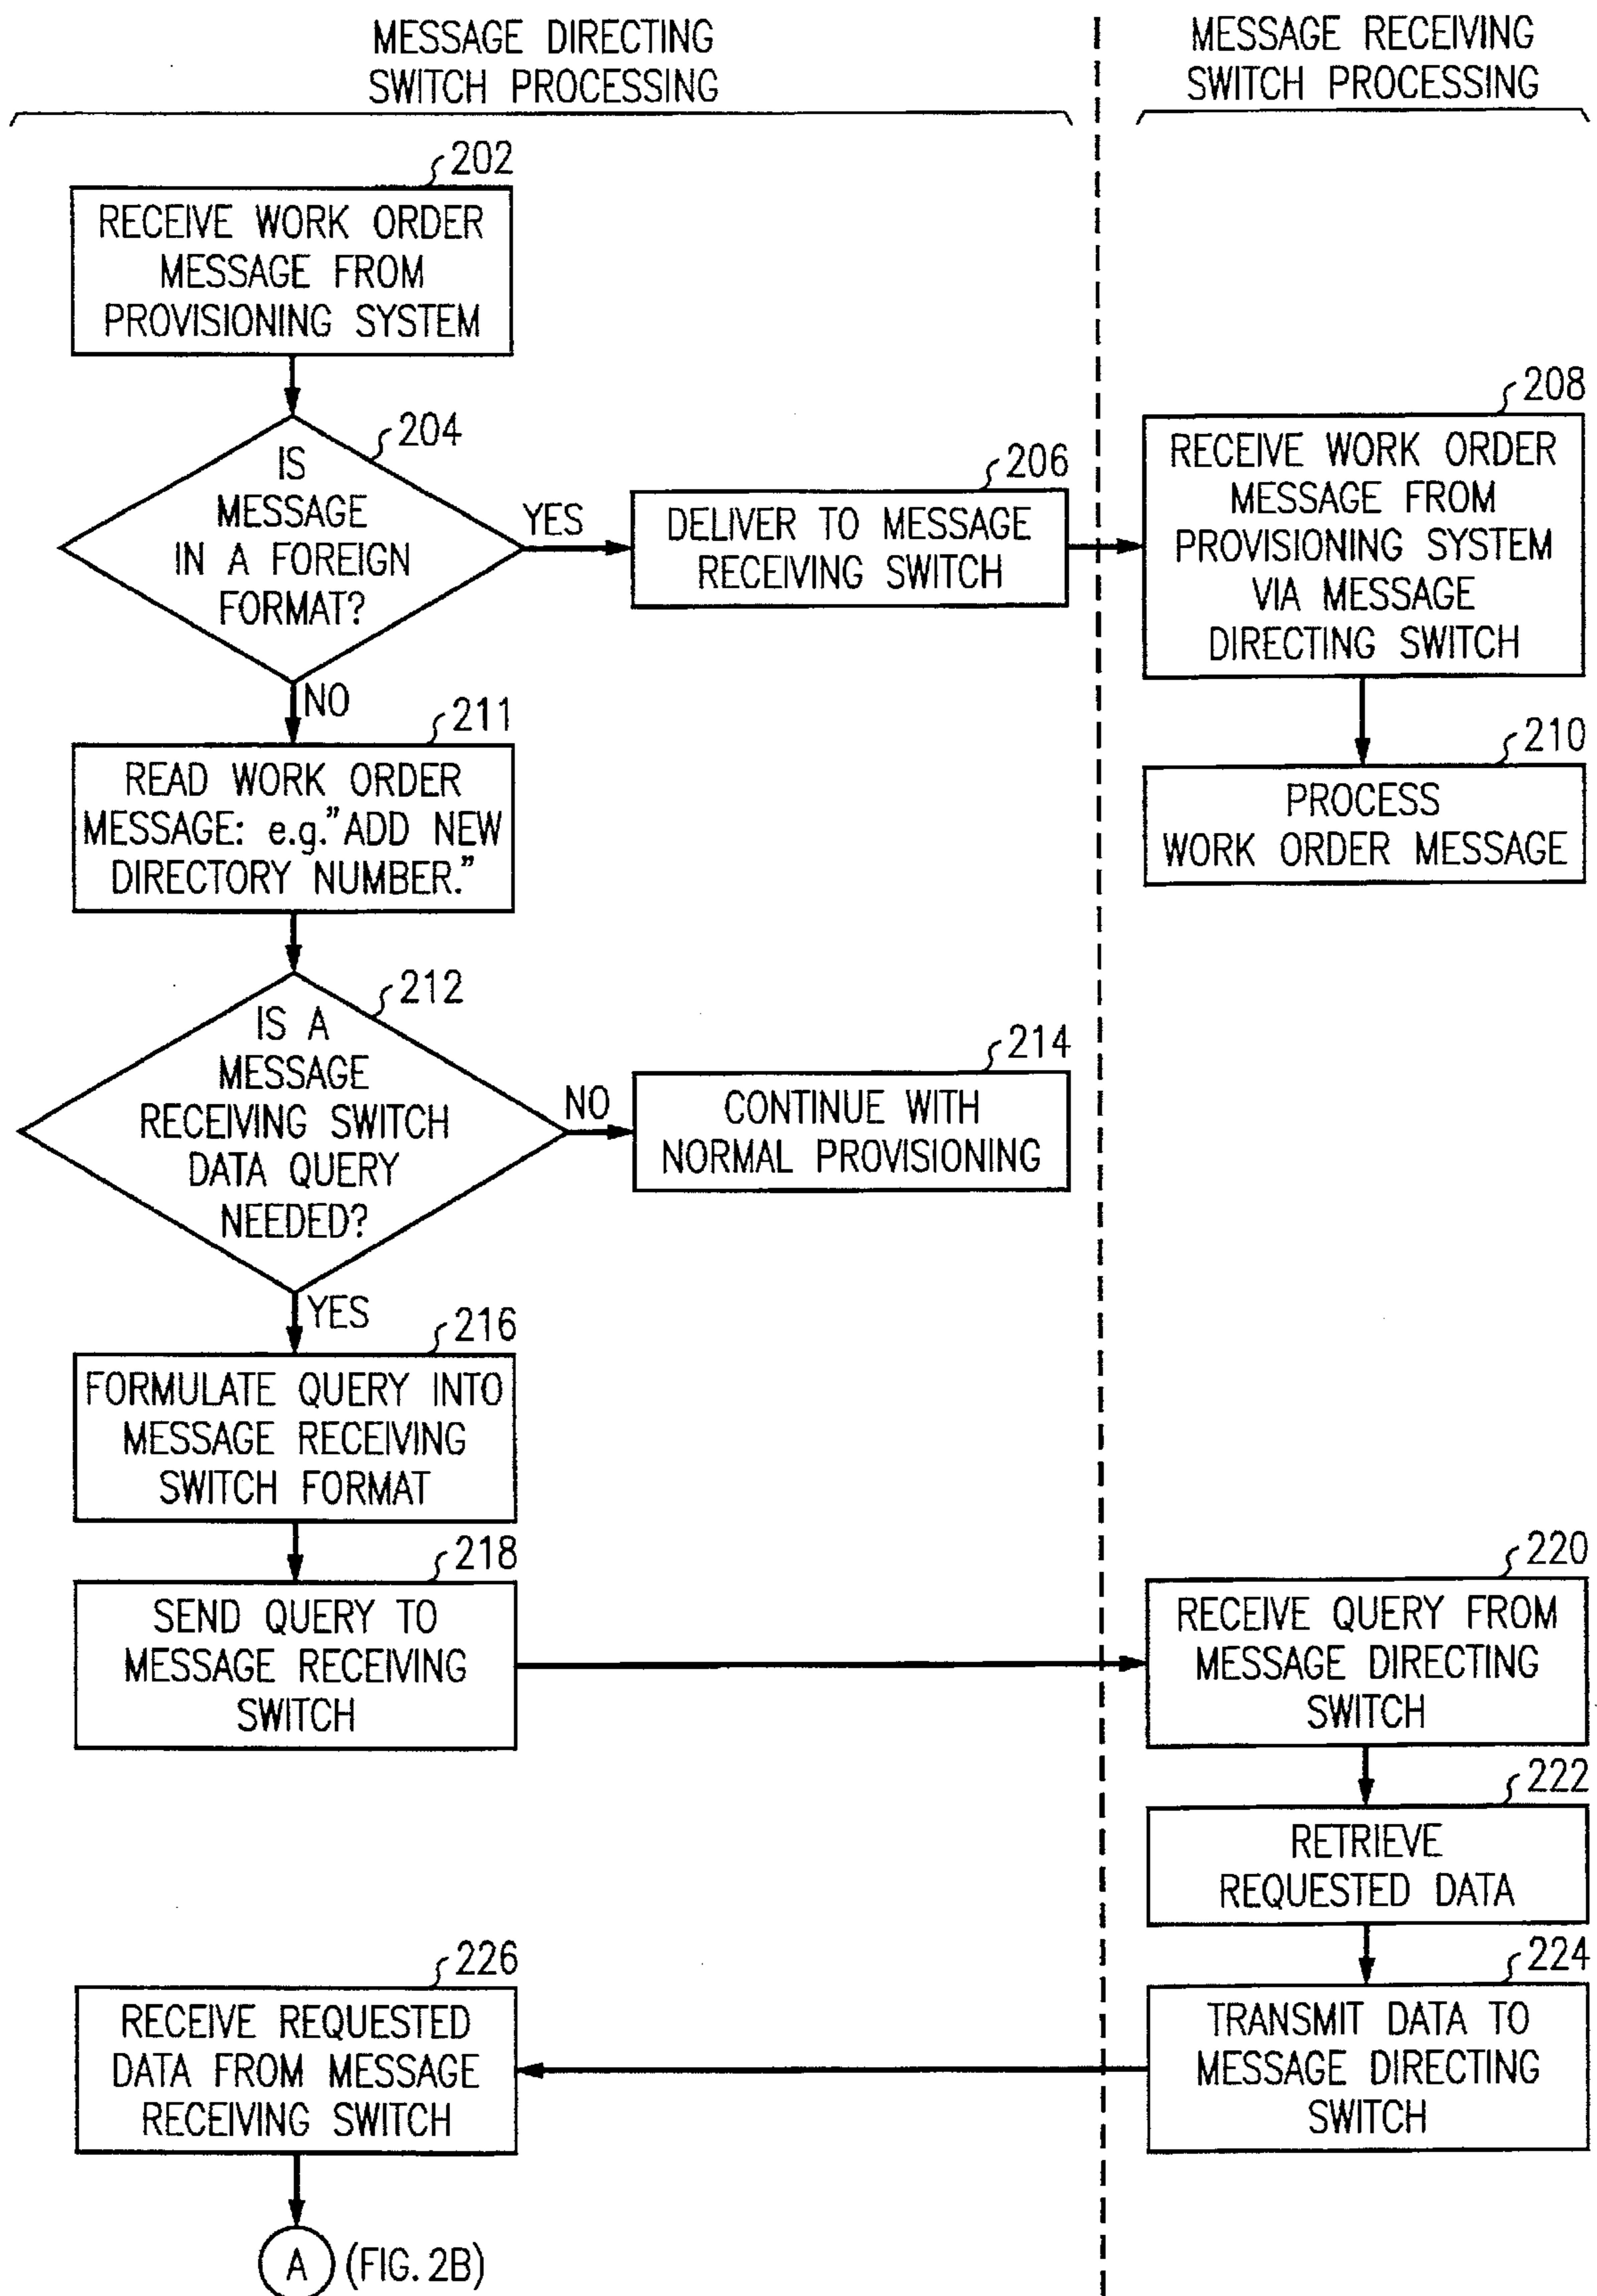 MESSAGE DIRECTING
SWITCH PROCESSING
MESSAGE RECEIVING
SWITCH PROCESSING
202
RECEIVE WORK ORDER
MESSAGE FROM
PROVISIONING SYSTEM
204
IS
MESSAGE
IN A FOREIGN
FORMAT?
YES
206
DELIVER TO MESSAGE
RECEIVING SWITCH
208
RECEIVE WORK ORDER
MESSAGE FROM
PROVISIONING SYSTEM
VIA MESSAGE
DIRECTING SWITCH
NO
210
PROCESS
WORK ORDER MESSAGE
211
READ WORK ORDER
MESSAGE: e.g."ADD NEW
DIRECTORY NUMBER."
212
IS A
MESSAGE
RECEIVING SWITCH
DATA QUERY
NEEDED?
NO
214
CONTINUE WITH
NORMAL PROVISIONING
YES
216
FORMULATE QUERY INTO
MESSAGE RECEIVING
SWITCH FORMAT
218
SEND QUERY TO
MESSAGE RECEIVING
SWITCH
220
RECEIVE QUERY FROM
MESSAGE DIRECTING
SWITCH
222
RETRIEVE
REQUESTED DATA
224
TRANSMIT DATA TO
MESSAGE DIRECTING
SWITCH
226
RECEIVE REQUESTED
DATA FROM MESSAGE
RECEIVING SWITCH
A (FIG. 2B)